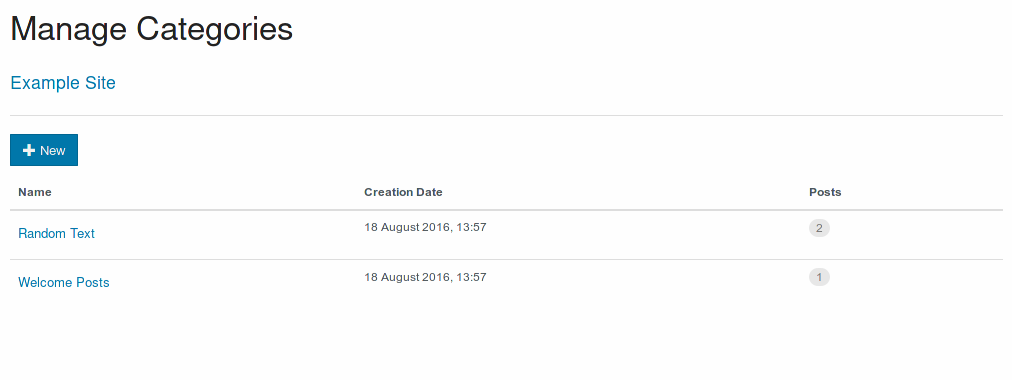 Manage Categories
Example Site
New
Name Creation Date Posts
Random Text 18 August 2016, 13:57 2
Welcome Posts 18 August 2016, 13:57 1